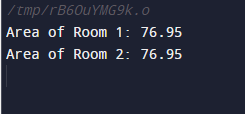 /tmp/rB6OuYMG9k.o
Area of Room 1: 76.95
Area of Room 2: 76.95